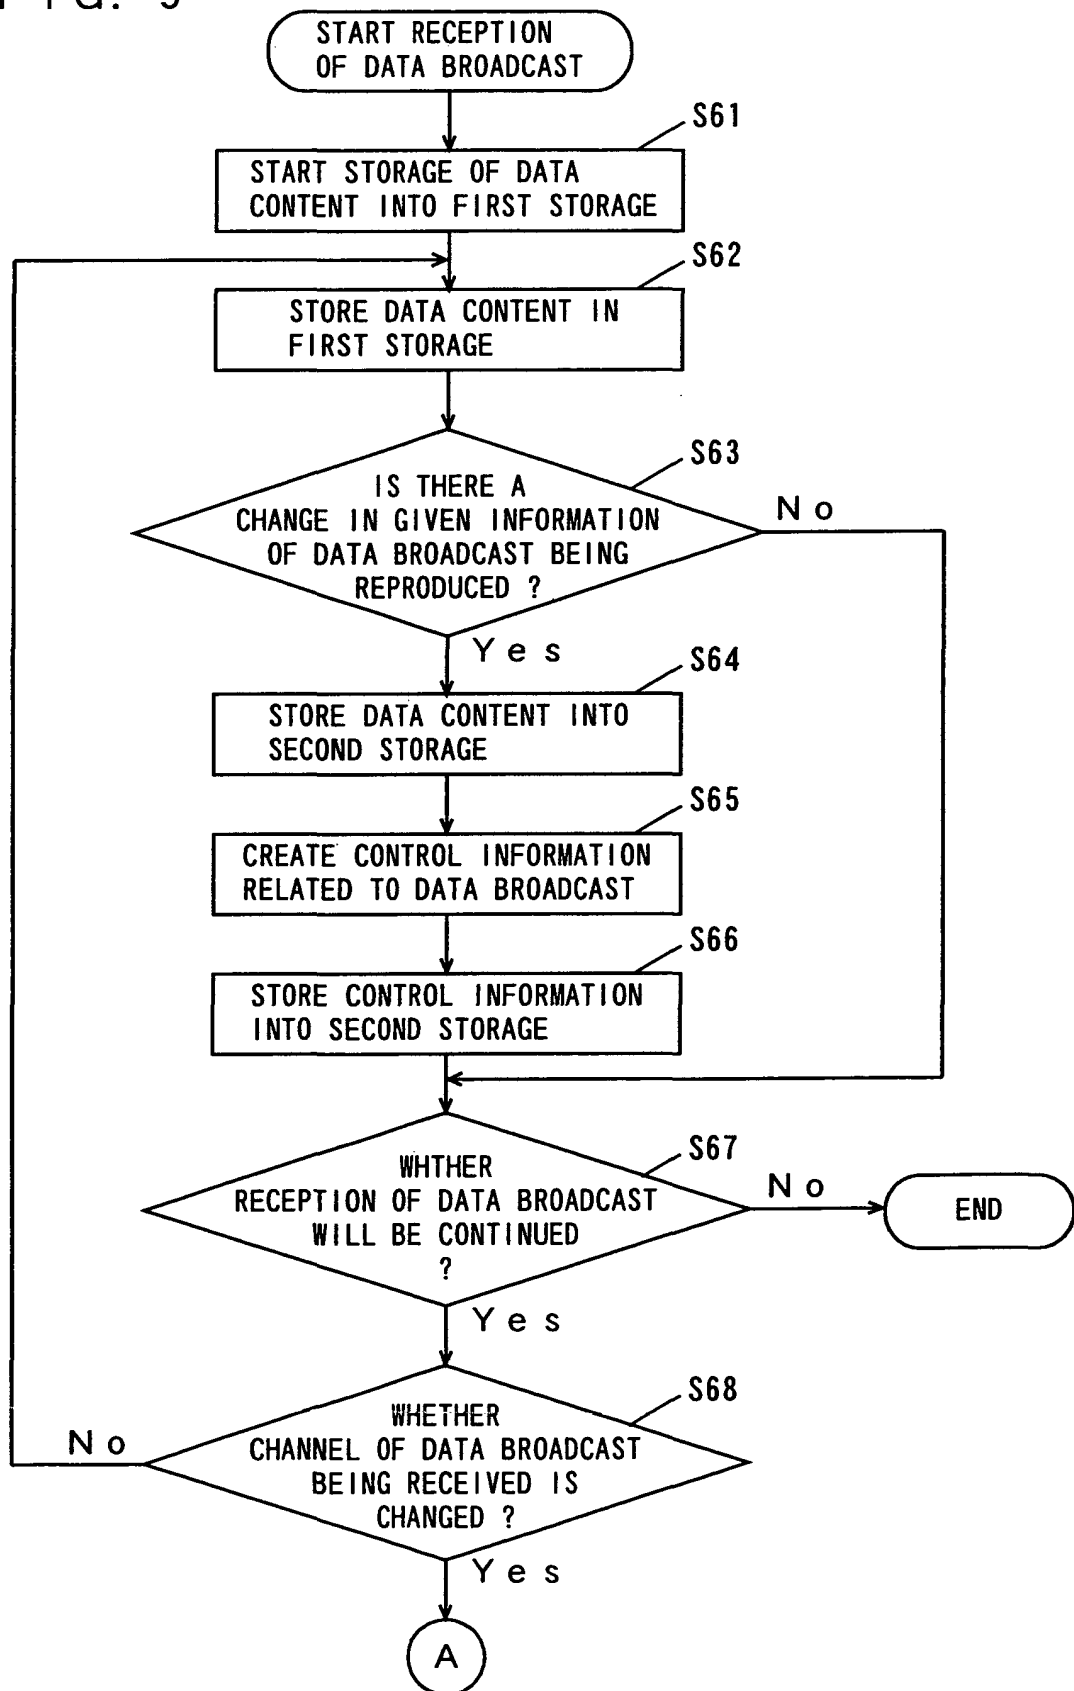 START RECEPTION
OF DATA BROADCAST
S61
START STORAGE OF DATA
CONTENT INTO FIRST STORAGE
S62
STORE DATA CONTENT IN
FIRST STORAGE
S63
IS THERE A
CHANGE IN GIVEN INFORMATION
OF DATA BROADCAST BEING
REPRODUCED ?
No
Yes
S64
STORE DATA CONTENT INTO
SECOND STORAGE
S65
CREATE CONTROL INFORMATION
RELATED TO DATA BROADCAST
S66
STORE CONTROL INFORMATION
INTO SECOND STORAGE
S67
WHTHER
RECEPTION OF DATA BROADCAST
WILL BE CONTINUED
?
No
END
Yes
S68
WHETHER
CHANNEL OF DATA BROADCAST
BEING RECEIVED IS
CHANGED ?
No
Yes
A